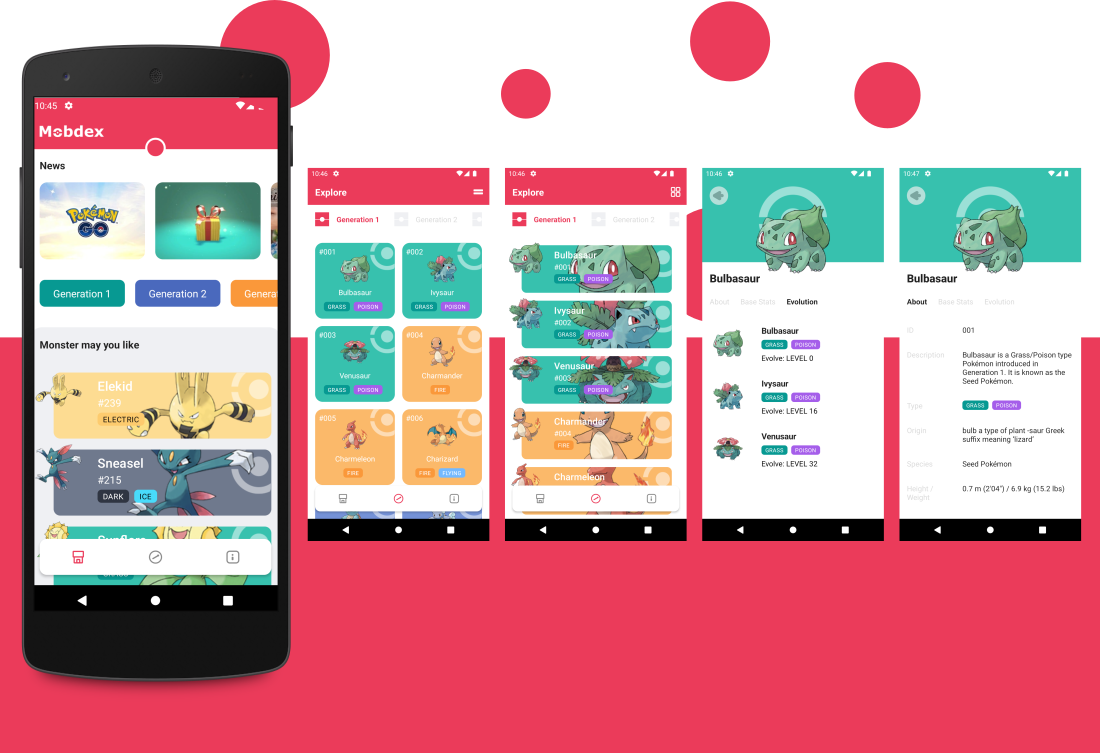 10:45
Mobdex
News
Pokémon
GO
Generation 1
Generation 2
Genera
Monster may you like
Elekid
#239
ELECTRIC
Sneasel
#215
DARK
ICE
10:46
Explore
Generation 1
Generation 2
#001
Bulbasaur
GRASS
POISON
#002
Ivysaur
GRASS
POISON
#003
Venusaur
GRASS
POISON
#004
Charmander
FIRE
#005
Charmeleon
FIRE
#006
Charizard
FIRE
FLYING
10:46
Explore
Generation 1
Generation 2
Bulbasaur
#001
GRASS
POISON
Ivysaur
#002
GRASS
POISON
Venusaur
#003
GRASS
POISON
Charmander
#004
FIRE
Charmeleon
10:46
Bulbasaur
About
Base Stats
Evolution
Bulbasaur
GRASS
POISON
Evolve: LEVEL 0
Ivysaur
GRASS
POISON
Evolve: LEVEL 16
Venusaur
GRASS
POISON
Evolve: LEVEL 32
10:47
Bulbasaur
About
Base Stats
Evolution
ID
001
Description
Bulbasaur is a Grass/Poison type
Pokémon introduced in
Generation 1. It is known as the
Seed Pokémon.
Type
GRASS
POISON
Origin
bulb a type of plant -saur Greek
suffix meaning 'lizard'
Species
Seed Pokémon
Height /
Weight
0.7 m (2'04") / 6.9 kg (15.2 lbs)